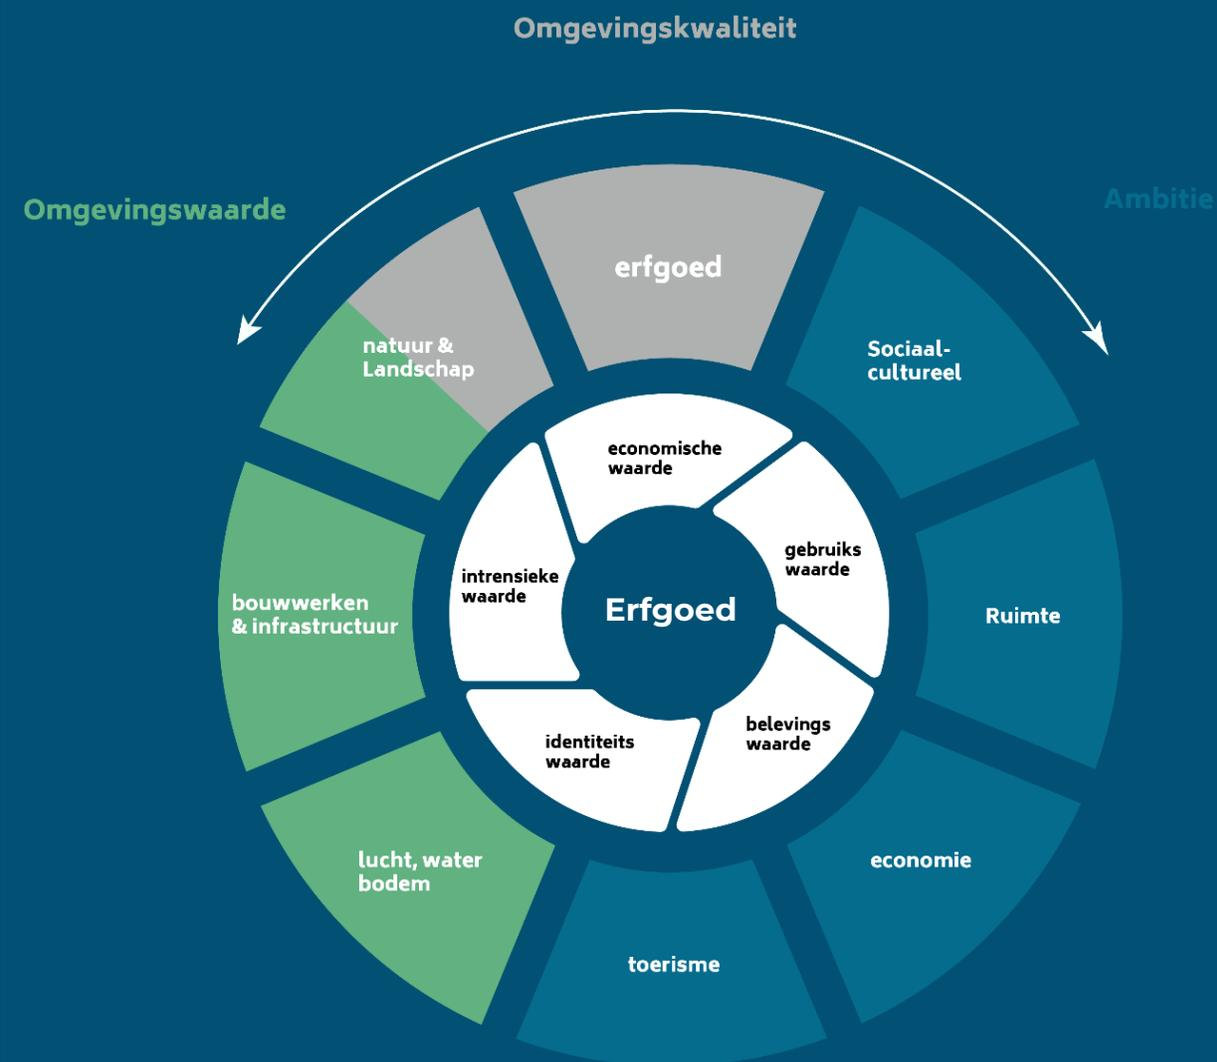 Omgevingskwaliteit
Omgevingswaarde
Ambitie
erfgoed
natuur &
Landschap
Sociaal-
cultureel
economische
waarde
gebruiks
waarde
intrensieke
waarde
Erfgoed
bouwwerken
& infrastructuur
Ruimte
belevings
waarde
identiteits
waarde
lucht, water
bodem
economie
toerisme